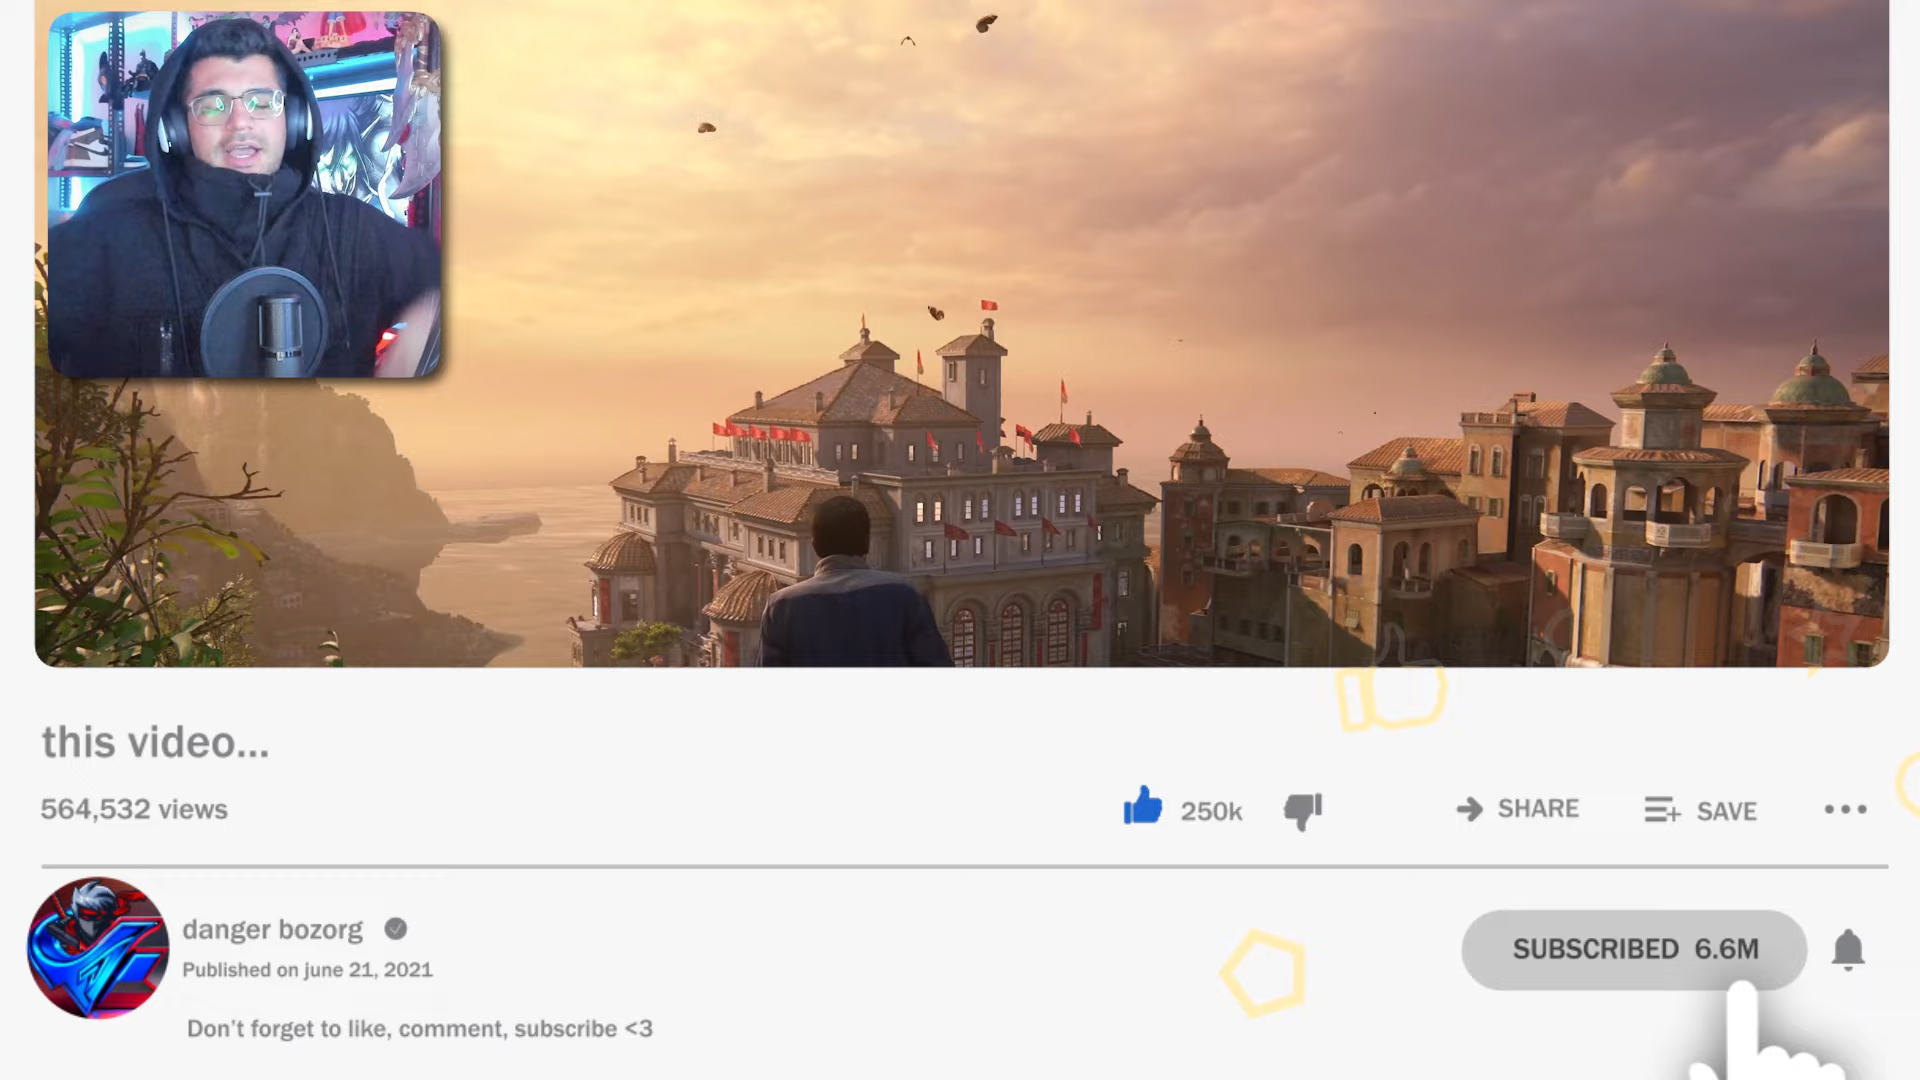 this video...
564,532 views
250k
SHARE
SAVE
danger bozorg
SUBSCRIBED 6.6M
Published on june 21, 2021
Don't forget to like, comment, subscribe <3